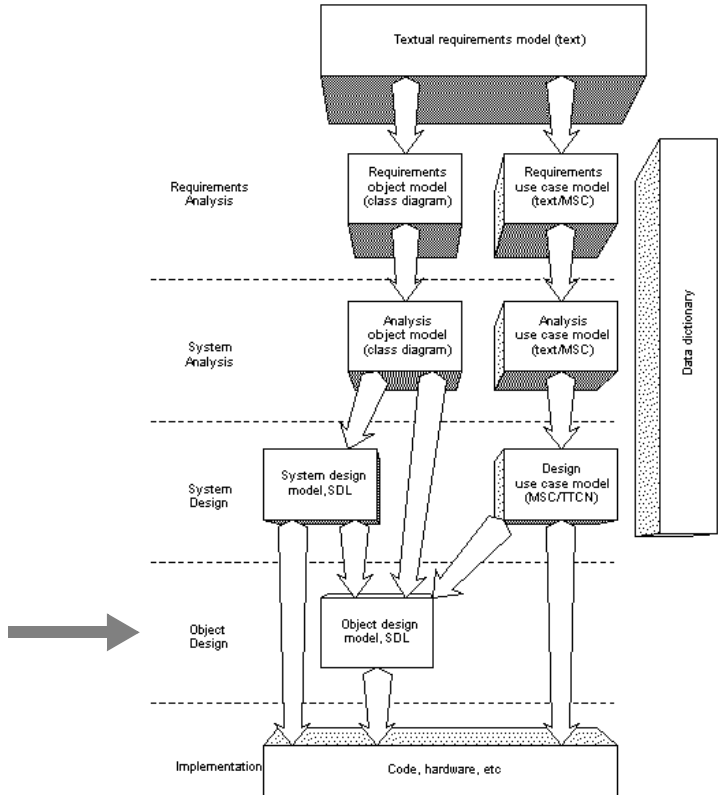 Textual requirements model (text)
Requirements
Analysis
Requirements
object model
(class diagram)
Requirements
use case model
(text/MSC)
Data dictionary
System
Analysis
Analysis
object model
(class diagram)
Analysis
use case model
(text/MSC)
System
Design
System design
model, SDL
Design
use case model
(MSC/TTCN)
Object
Design
Object design
model, SDL
Implementation
Code, hardware, etc